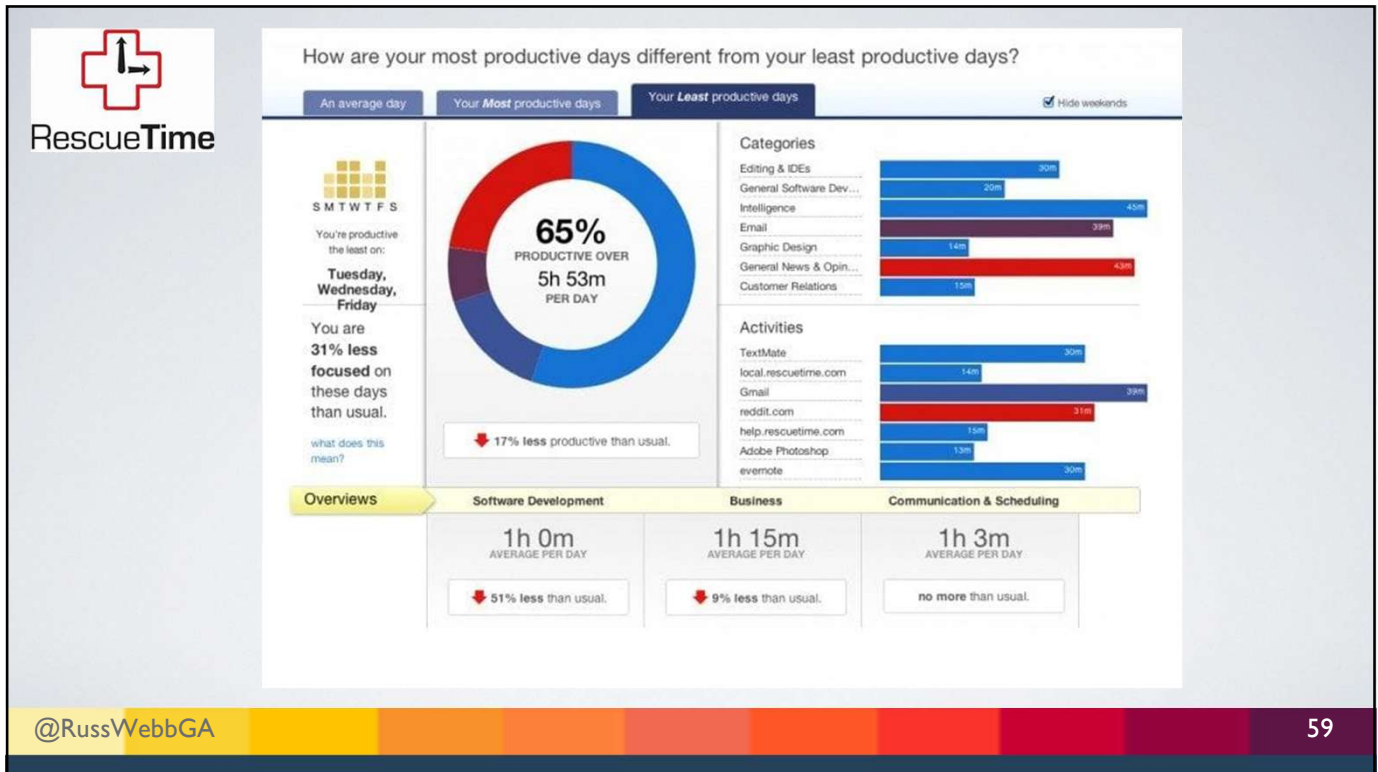 RescueTime
How are your most productive days different from your least productive days?
An average day
Your Most productive days
Your Least productive days
Hide weekends
S M T W T F S
You're productive
the least on:
Tuesday,
Wednesday,
Friday
You are
31% less
focused on
these days
than usual.
what does this
mean?
65%
PRODUCTIVE OVER
5h 53m
PER DAY
17% less productive than usual.
Categories
Editing & IDEs 30m
General Software Dev... 20m
Intelligence 45m
Email 39m
Graphic Design 14m
General News & Opin... 43m
Customer Relations 15m
Activities
TextMate 30m
local.rescuetime.com 14m
Gmail 39m
reddit.com 31m
help.rescuetime.com 15m
Adobe Photoshop 13m
evernote 30m
Overviews
Software Development
Business
Communication & Scheduling
1h 0m
AVERAGE PER DAY
51% less than usual.
1h 15m
AVERAGE PER DAY
9% less than usual.
1h 3m
AVERAGE PER DAY
no more than usual.
@RussWebbGA
59